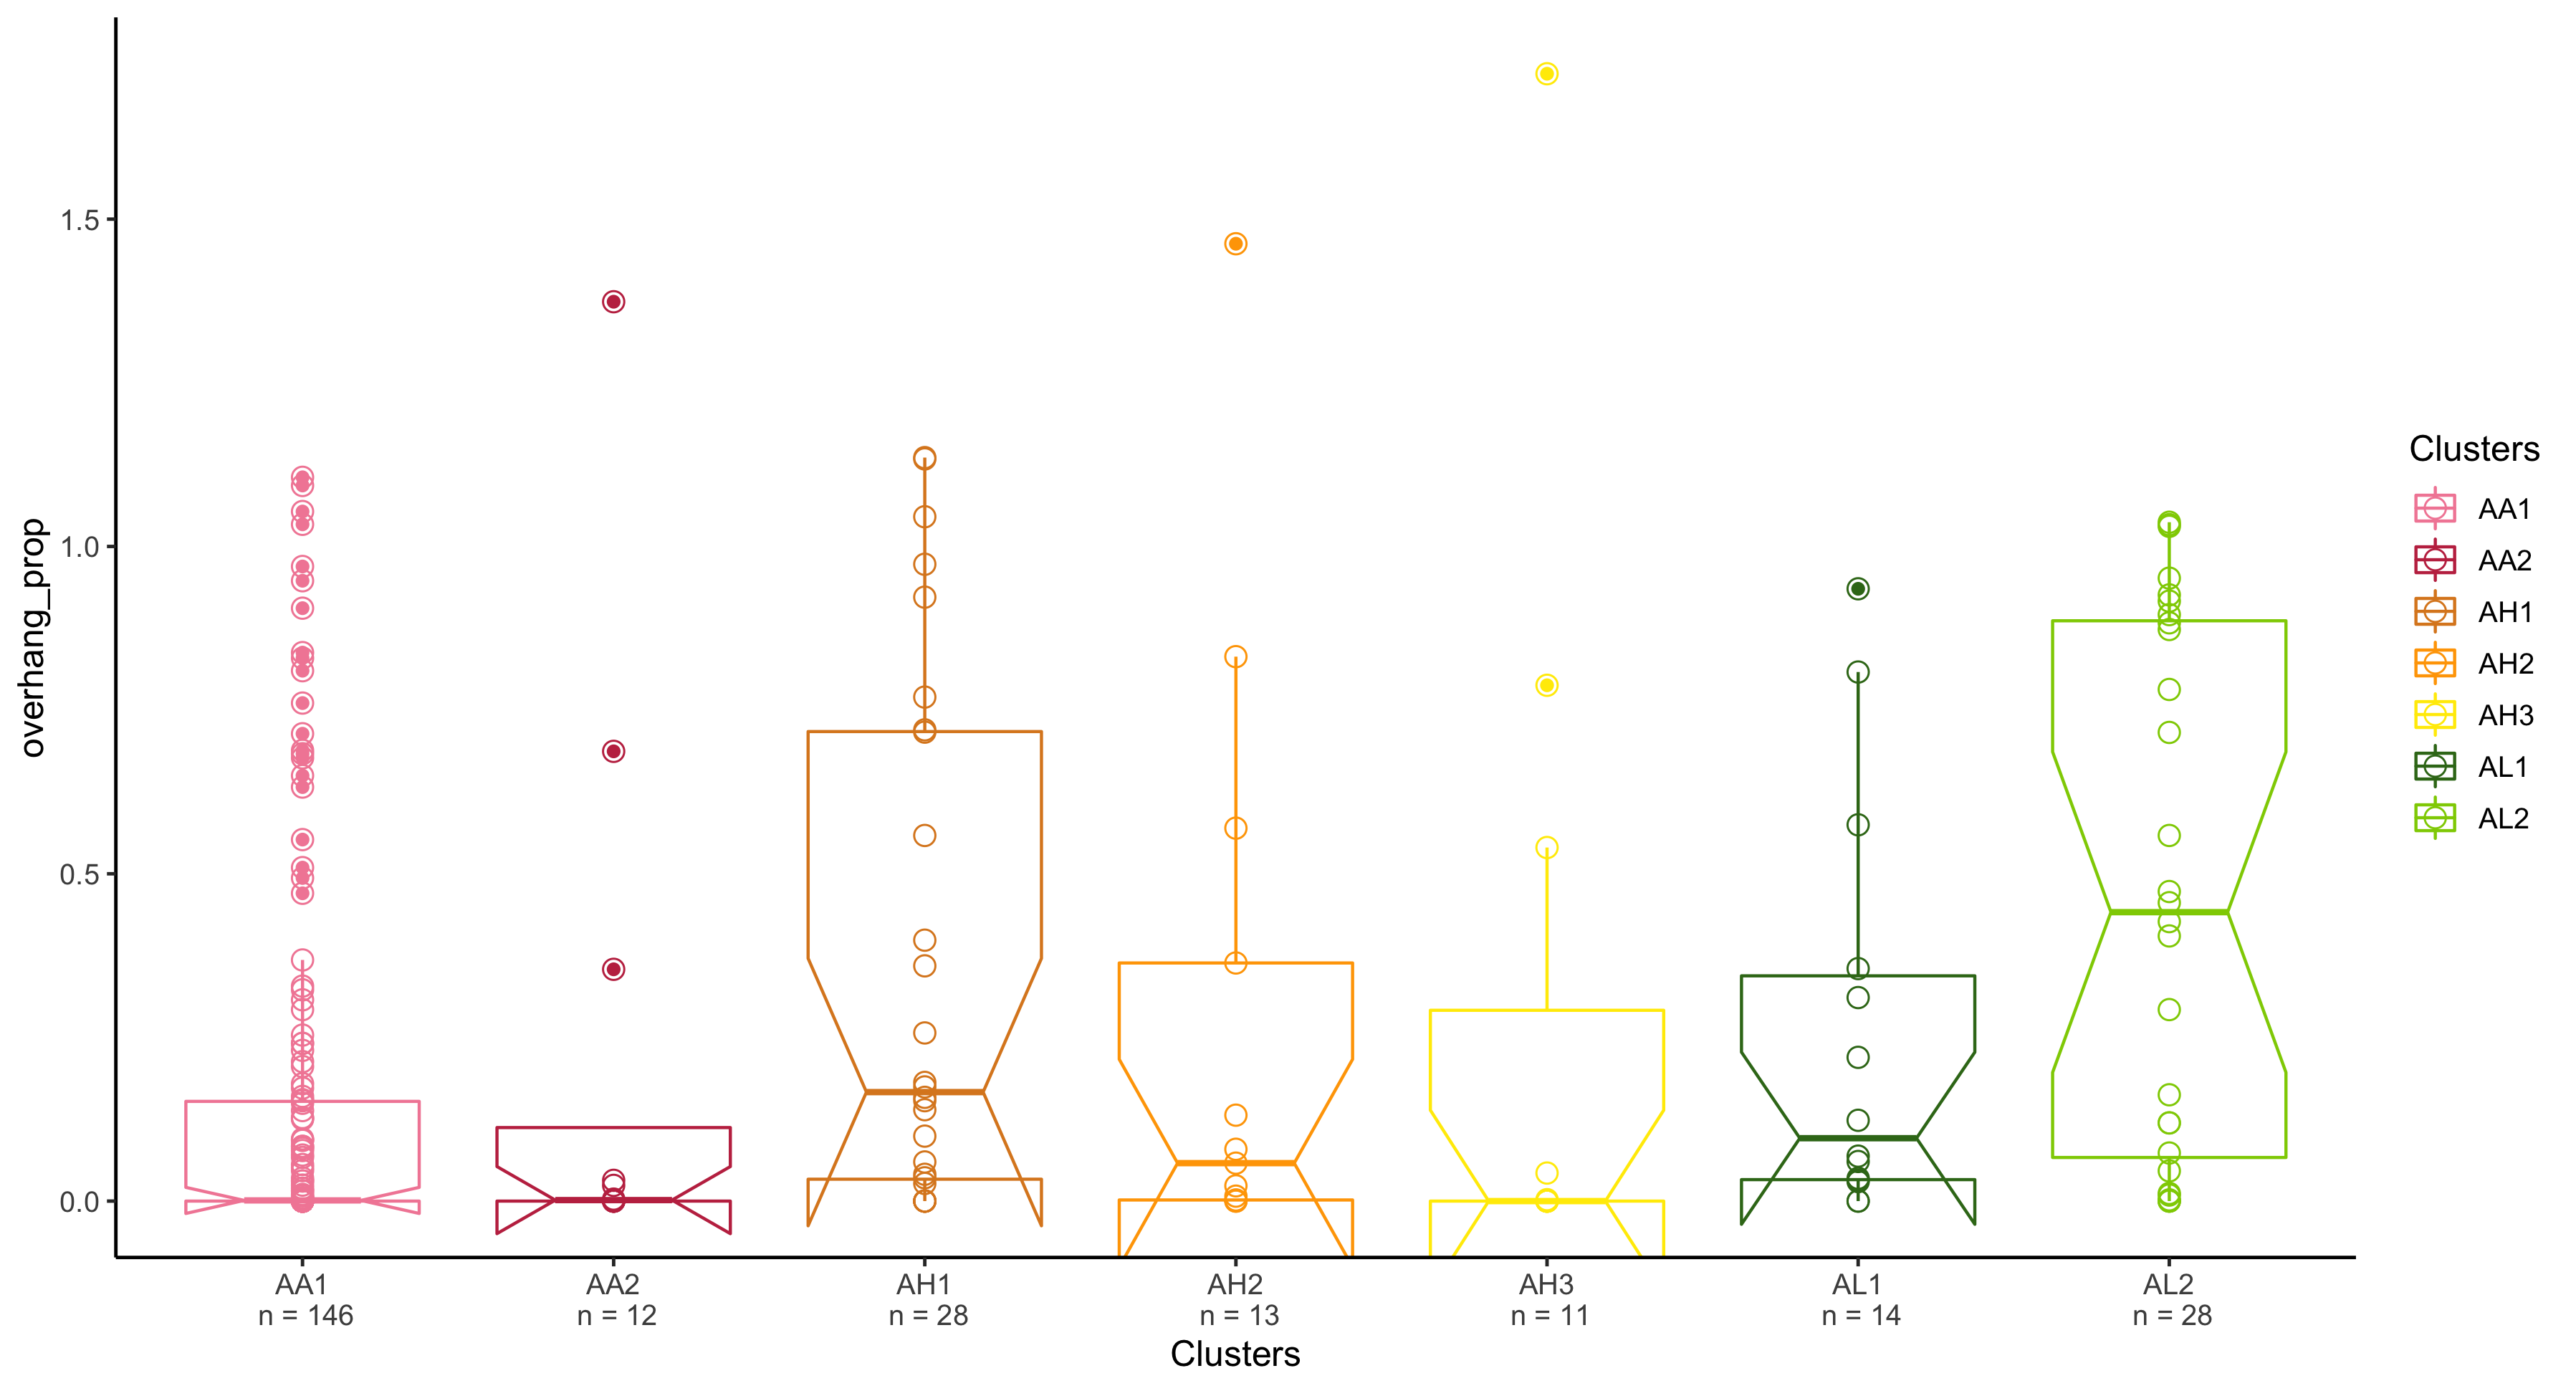 overhang_prop
1.5
1.0
0.5
0.0
AA1 AA2 AH1 AH2 AH3 AL1 AL2
n = 146 n = 12 n = 28 n = 13 n = 11 n = 14 n = 28
Clusters
Clusters
AA1
AA2
AH1
AH2
AH3
AL1
AL2